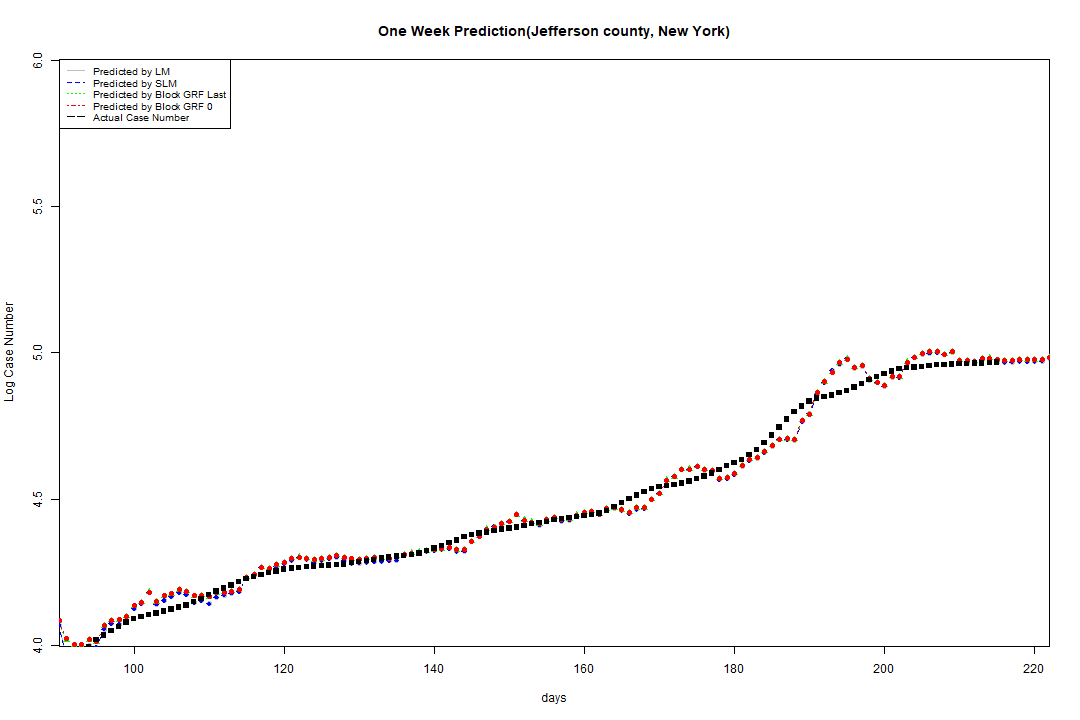 One Week Prediction(Jefferson county, New York)
Predicted by LM
Predicted by SLM
Predicted by Block GRF Last
Predicted by Block GRF 0
Actual Case Number
6.0
5.5
5.0
4.5
4.0
Log Case Number
100 120 140 160 180 200 220
days